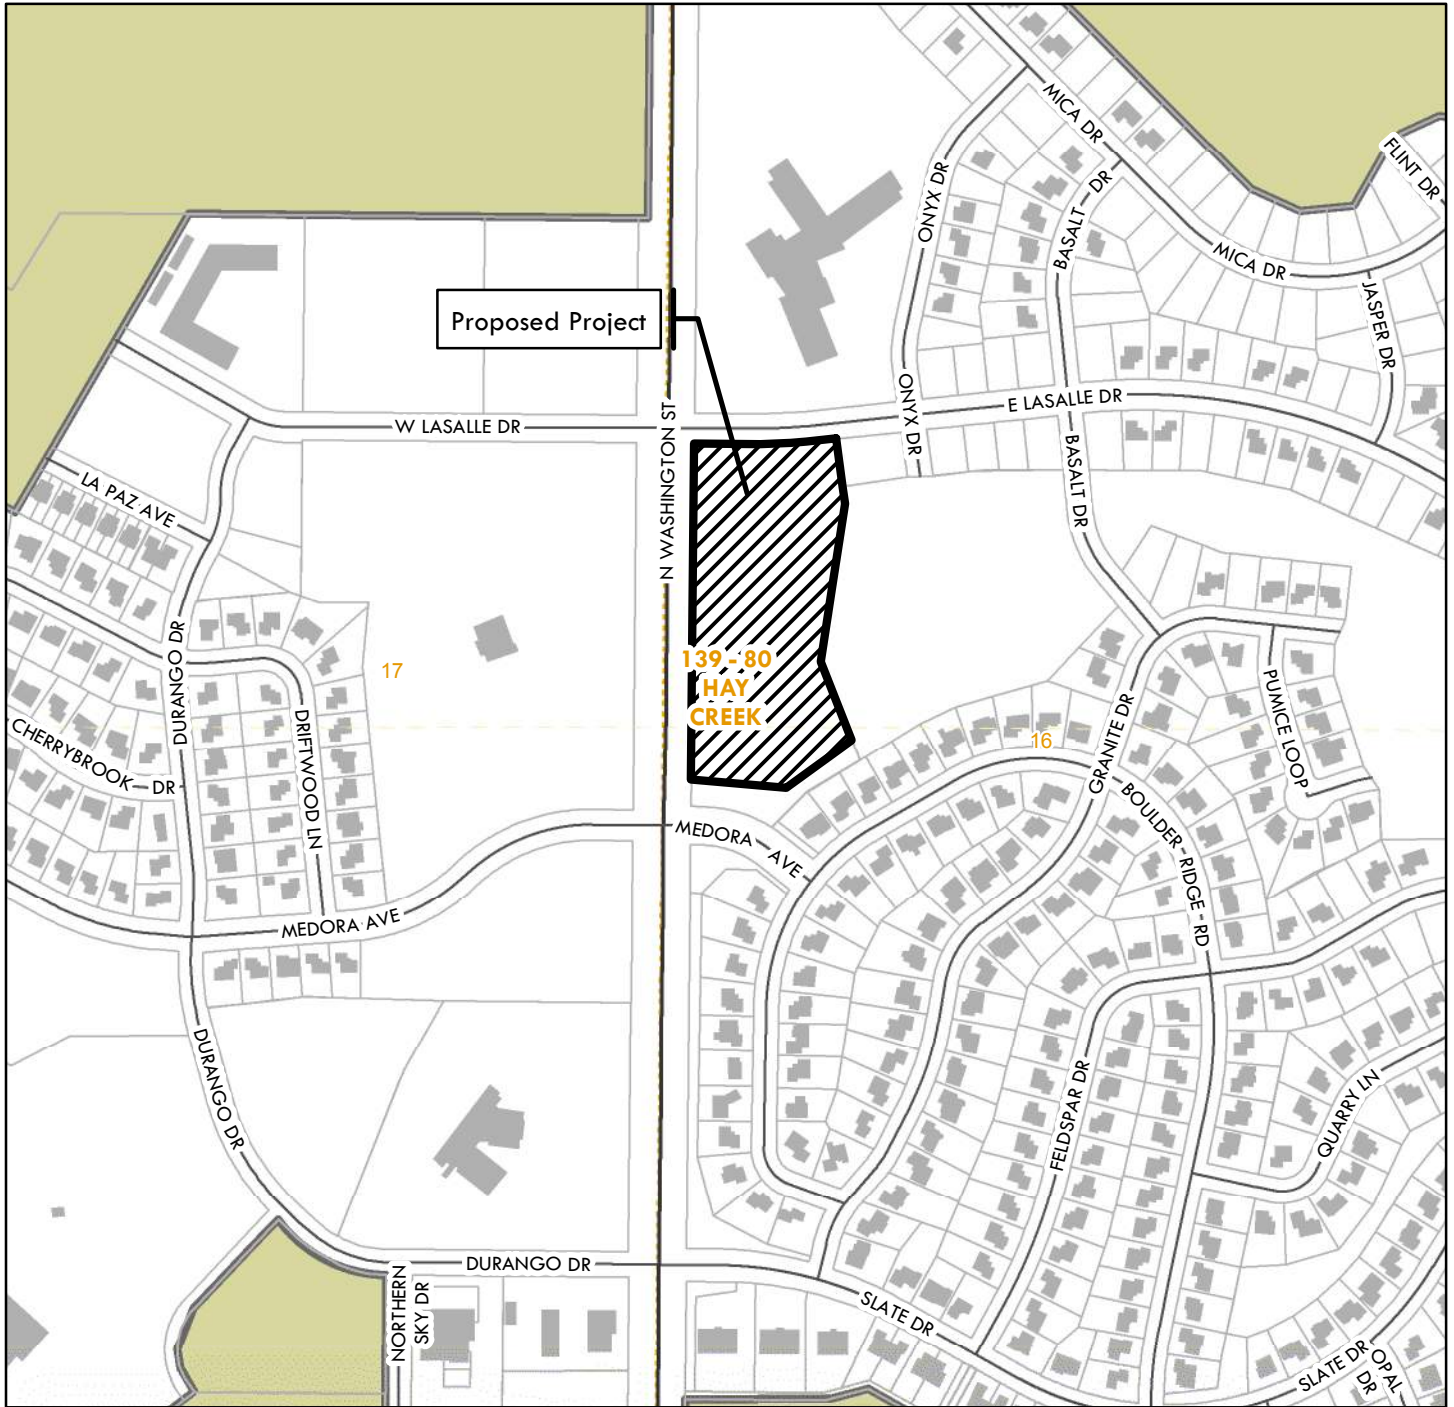 MICA DR
FLINT DR
ONYX DR
BASALT DR
MICA DR
JASPER DR
Proposed Project
E LASALLE DR
W LASALLE DR
N WASHINGTON ST
ONYX DR
BASALT DR
LA PAZ AVE
DURANGO DR
17
139 - 80
HAY
CREEK
PUMICE LOOP
GRANITE DR
16
CHERRYBROOK DR
DRIFTWOOD LN
BOULDER RIDGE RD
MEDORA AVE
MEDORA AVE
DURANGO DR
FELDSPAR DR
QUARRY LN
DURANGO DR
NORTHERN
SKY DR
SLATE DR
SLATE DR
OPAL
DR